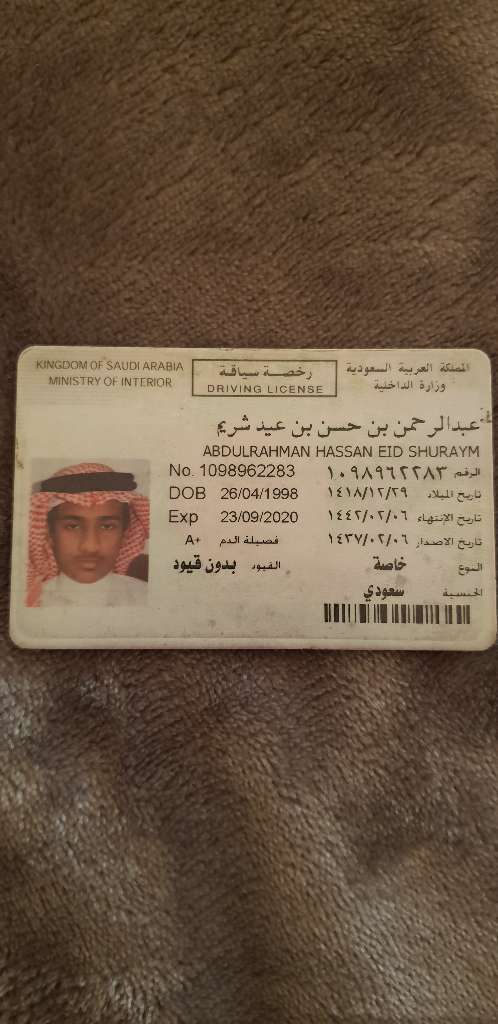 KINGDOM OF SAUDI ARABIA
MINISTRY OF INTERIOR
رخصة سياقة
DRIVING LICENSE
المملكة العربية السعودية
وزارة الداخلية
عبدالرحمن بن حسن بن عيد شريم
ABDULRAHMAN HASSAN EID SHURAYM
No. 1098962283 الرقم ١٠٩٨٩٦٢٢٨٣
DOB 26/04/1998 تاريخ الميلاد ١٤١٨/١٢/٢٩
Exp 23/09/2020 تاريخ الإنتهاء ١٤٤٢/٠٢/٠٦
تاريخ الاصدار ١٤٣٧/٠٢/٠٦ فصيلة الدم A+
النوع خاصة القيود بدون قيود
الجنسية سعودي